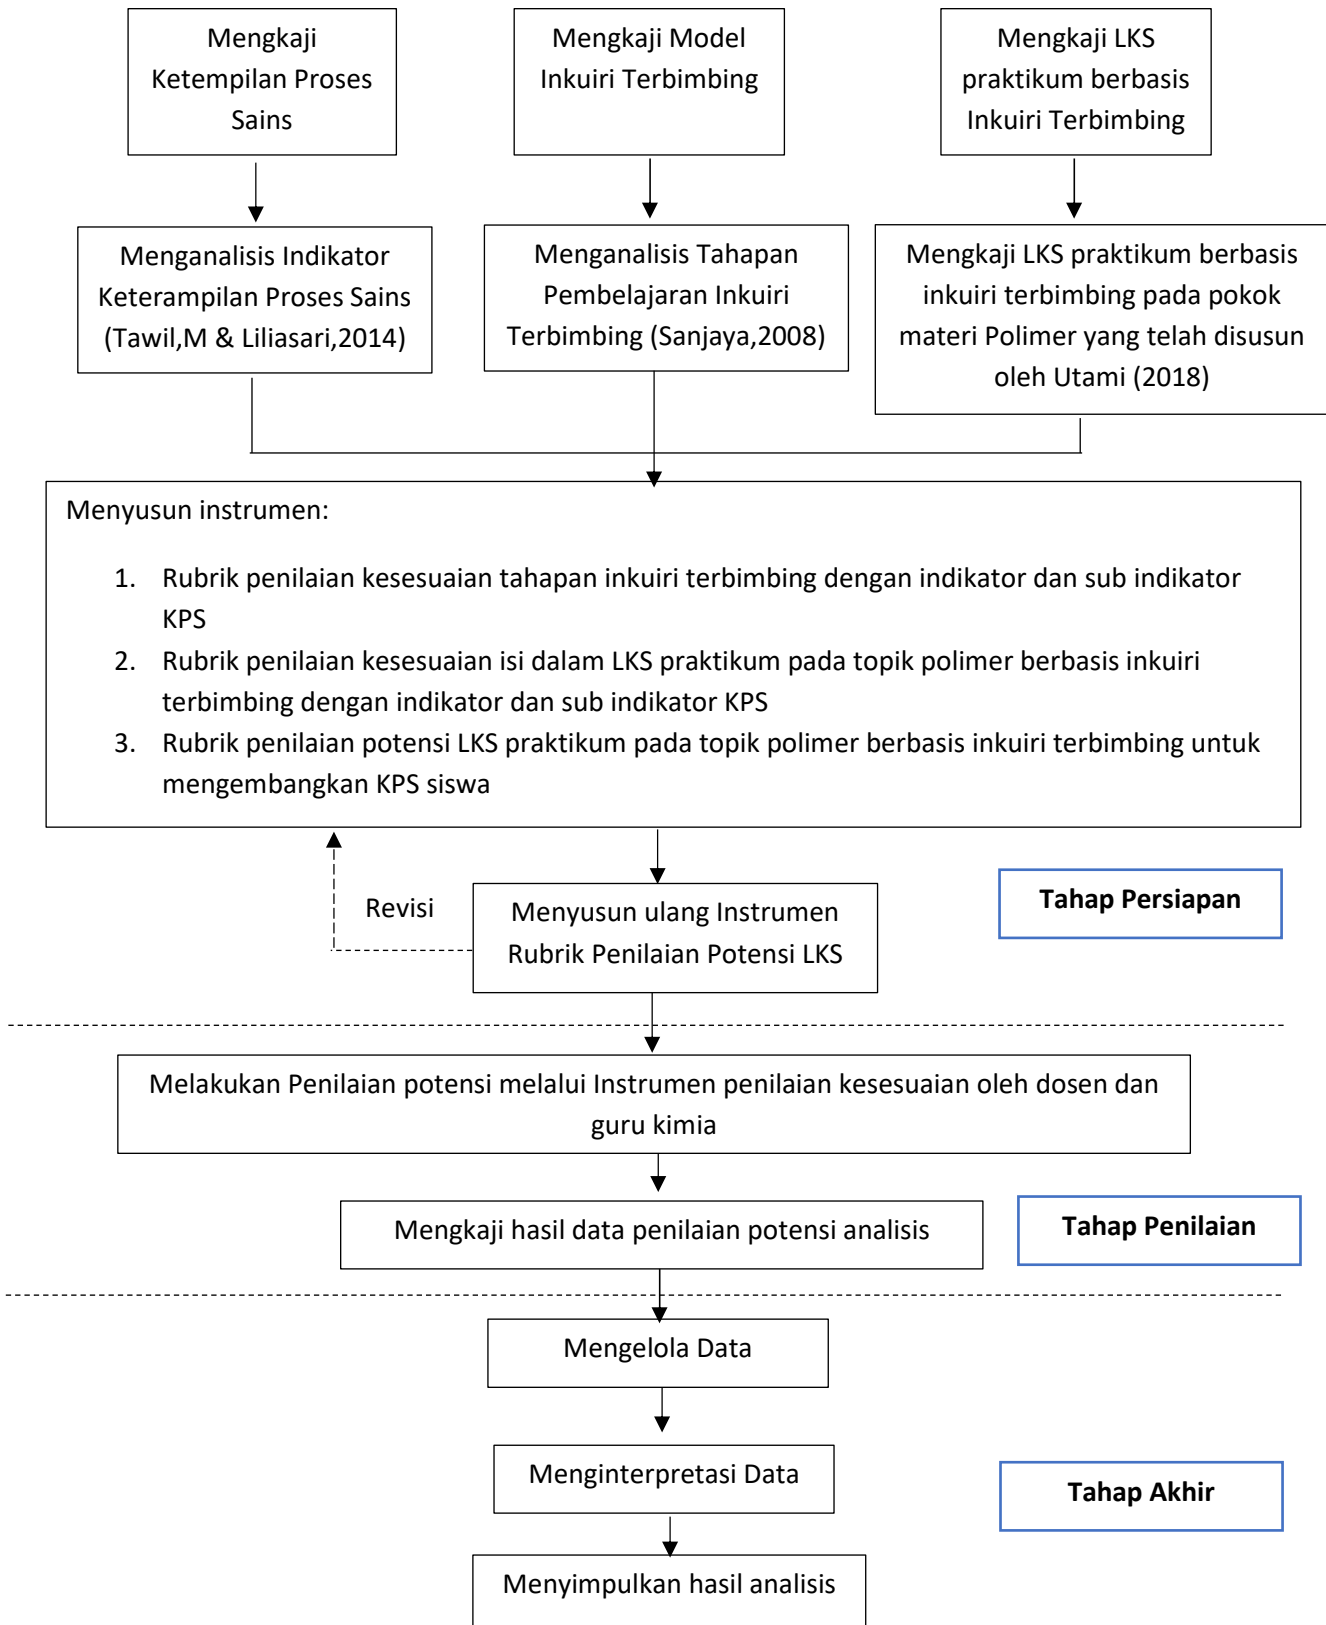 Mengkaji
Ketempilan Proses
Sains
Mengkaji Model
Inkuiri Terbimbing
Mengkaji LKS
praktikum berbasis
Inkuiri Terbimbing
Menganalisis Indikator
Keterampilan Proses Sains
(Tawil,M & Liliasari,2014)
Menganalisis Tahapan
Pembelajaran Inkuiri
Terbimbing (Sanjaya,2008)
Mengkaji LKS praktikum berbasis
inkuiri terbimbing pada pokok
materi Polimer yang telah disusun
oleh Utami (2018)
Menyusun instrumen:
1. Rubrik penilaian kesesuaian tahapan inkuiri terbimbing dengan indikator dan sub indikator
KPS
2. Rubrik penilaian kesesuaian isi dalam LKS praktikum pada topik polimer berbasis inkuiri
terbimbing dengan indikator dan sub indikator KPS
3. Rubrik penilaian potensi LKS praktikum pada topik polimer berbasis inkuiri terbimbing untuk
mengembangkan KPS siswa
Revisi
Menyusun ulang Instrumen
Rubrik Penilaian Potensi LKS
Tahap Persiapan
Melakukan Penilaian potensi melalui Instrumen penilaian kesesuaian oleh dosen dan
guru kimia
Mengkaji hasil data penilaian potensi analisis
Tahap Penilaian
Mengelola Data
Menginterpretasi Data
Tahap Akhir
Menyimpulkan hasil analisis